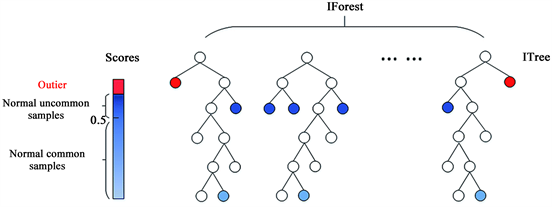 IForest
Scores
... ...
ITree
Outier
Normal uncommon
samples
0.5
Normal common
samples